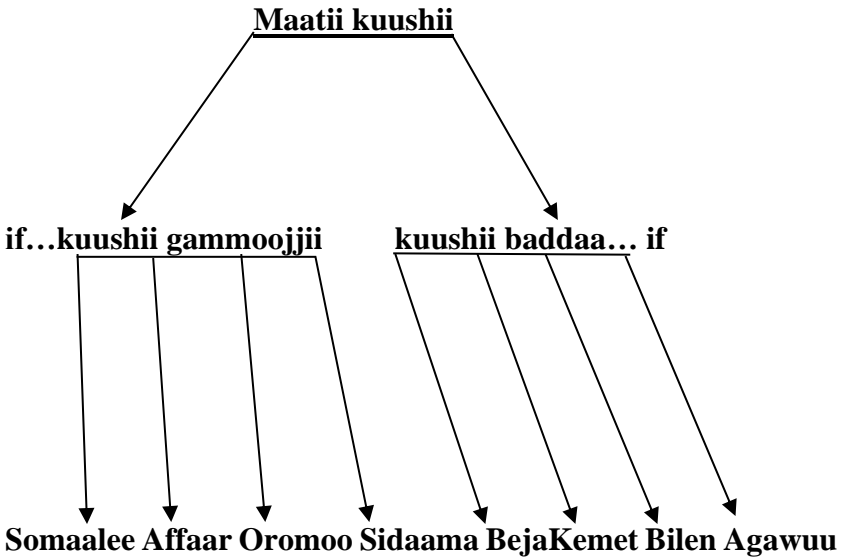 Maatii kuushii
if…kuushii gammoojjii kuushii baddaa… if
Somaalee Affaar Oromoo Sidaama BejaKemet Bilen Agawuu